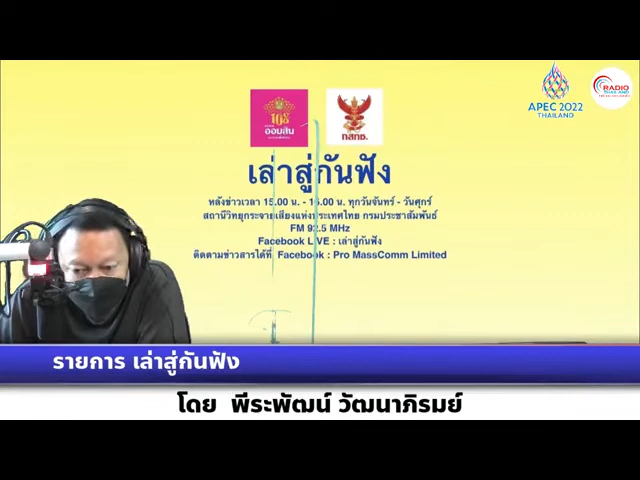 APEC 2022
THAILAND
RADIO
THAILAND
ออมสิน
กสทช.
เล่าสู่กันฟัง
หลังข่าวเวลา 15.00 น. - 16.00 น. ทุกวันจันทร์ - วันศุกร์
สถานีวิทยุกระจายเสียงแห่งประเทศไทย กรมประชาสัมพันธ์
FM 92.5 MHz
Facebook LIVE : เล่าสู่กันฟัง
ติดตามข่าวสารได้ที่ Facebook : Pro MassComm Limited
รายการ เล่าสู่กันฟัง
โดย พีระพัฒน์ วัฒนาภิรมย์